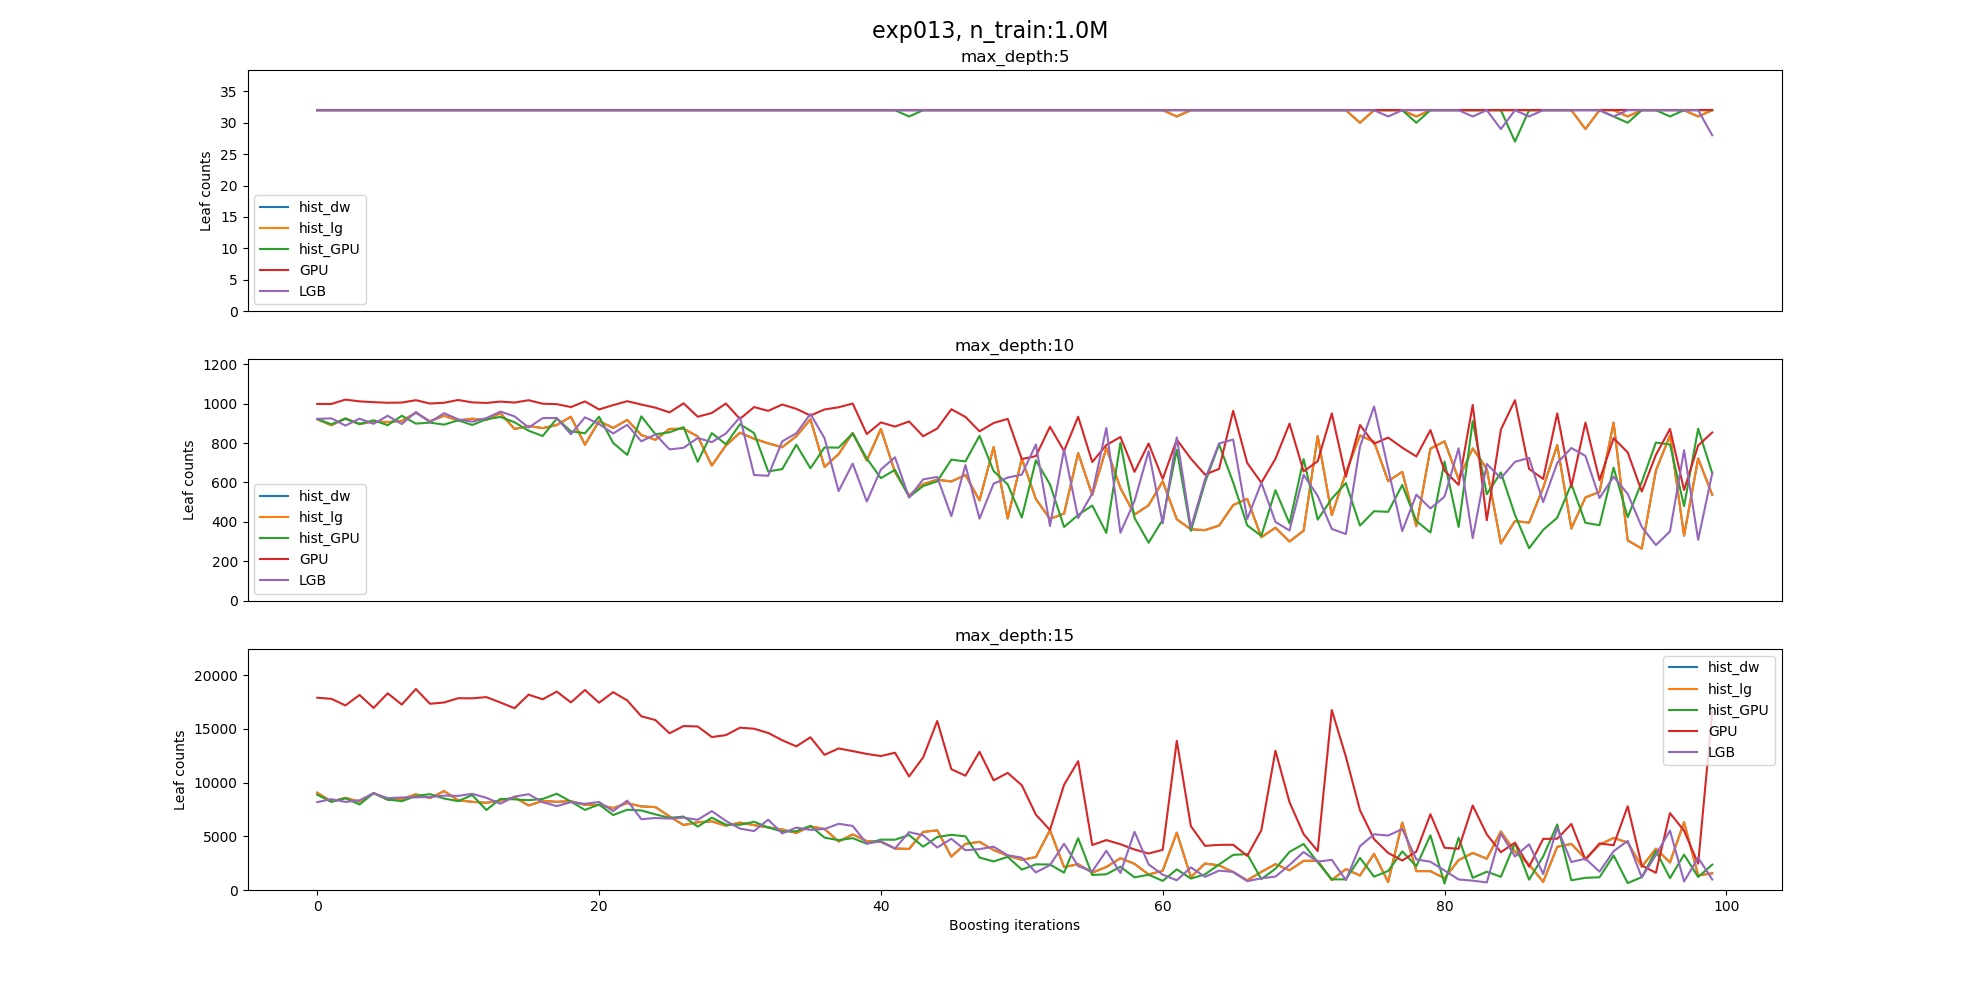 exp013, n_train:1.0M
max_depth:5
35
30
25
20
15
10
5
0
Leaf counts
hist_dw
hist_lg
hist_GPU
GPU
LGB
max_depth:10
1200
1000
800
600
400
200
0
Leaf counts
hist_dw
hist_lg
hist_GPU
GPU
LGB
max_depth:15
20000
15000
10000
5000
0
Leaf counts
hist_dw
hist_lg
hist_GPU
GPU
LGB
0 20 40 60 80 100
Boosting iterations